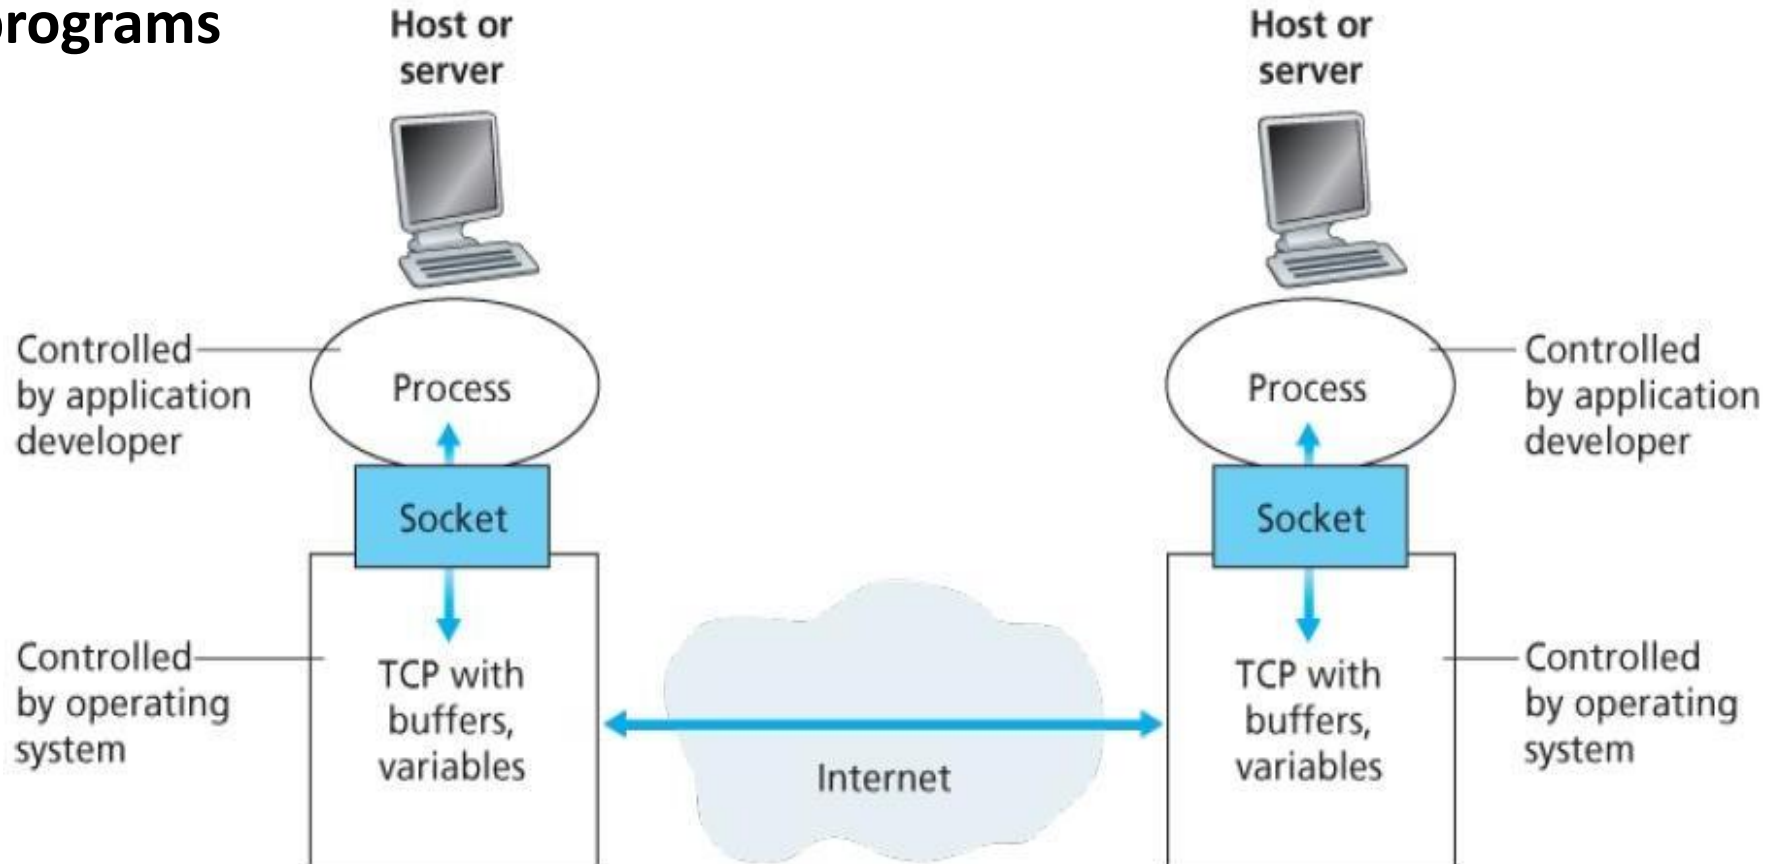 programs
Host or
server
Host or
server
Controlled
by application
developer
Process
Process
Controlled
by application
developer
Socket
Socket
Controlled
by operating
system
TCP with
buffers,
variables
Internet
TCP with
buffers,
variables
Controlled
by operating
system